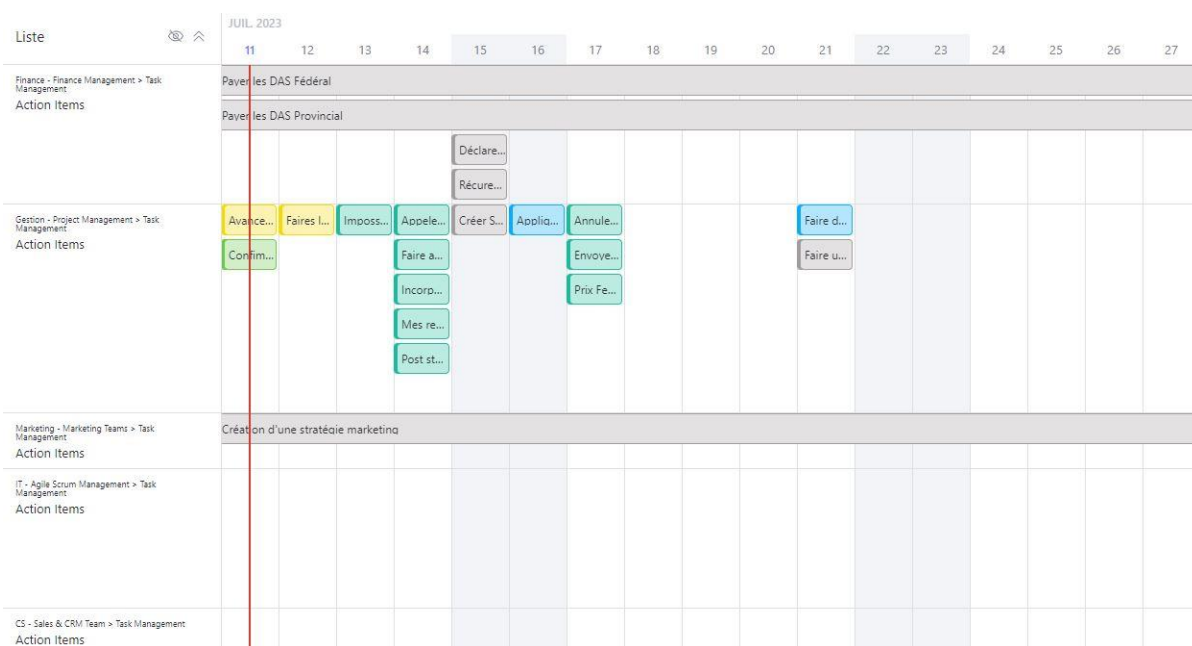 JUIL. 2023
Liste
11 12 13 14 15 16 17 18 19 20 21 22 23 24 25 26 27
Finance - Finance Management > Task
Management
Action Items
Payer les DAS Fédéral
Payer les DAS Provincial
Déclare...
Récure...
Gestion - Project Management > Task
Management
Action Items
Avance... Faires l... Imposs... Appele... Créer S... Appliq... Annule... Faire d...
Confim... Faire a... Envoye... Faire u...
Incorp... Prix Fe...
Mes re...
Post st...
Marketing - Marketing Teams > Task
Management
Action Items
Création d'une stratégie marketing
IT - Agile Scrum Management > Task
Management
Action Items
CS - Sales & CRM Team > Task Management
Action Items